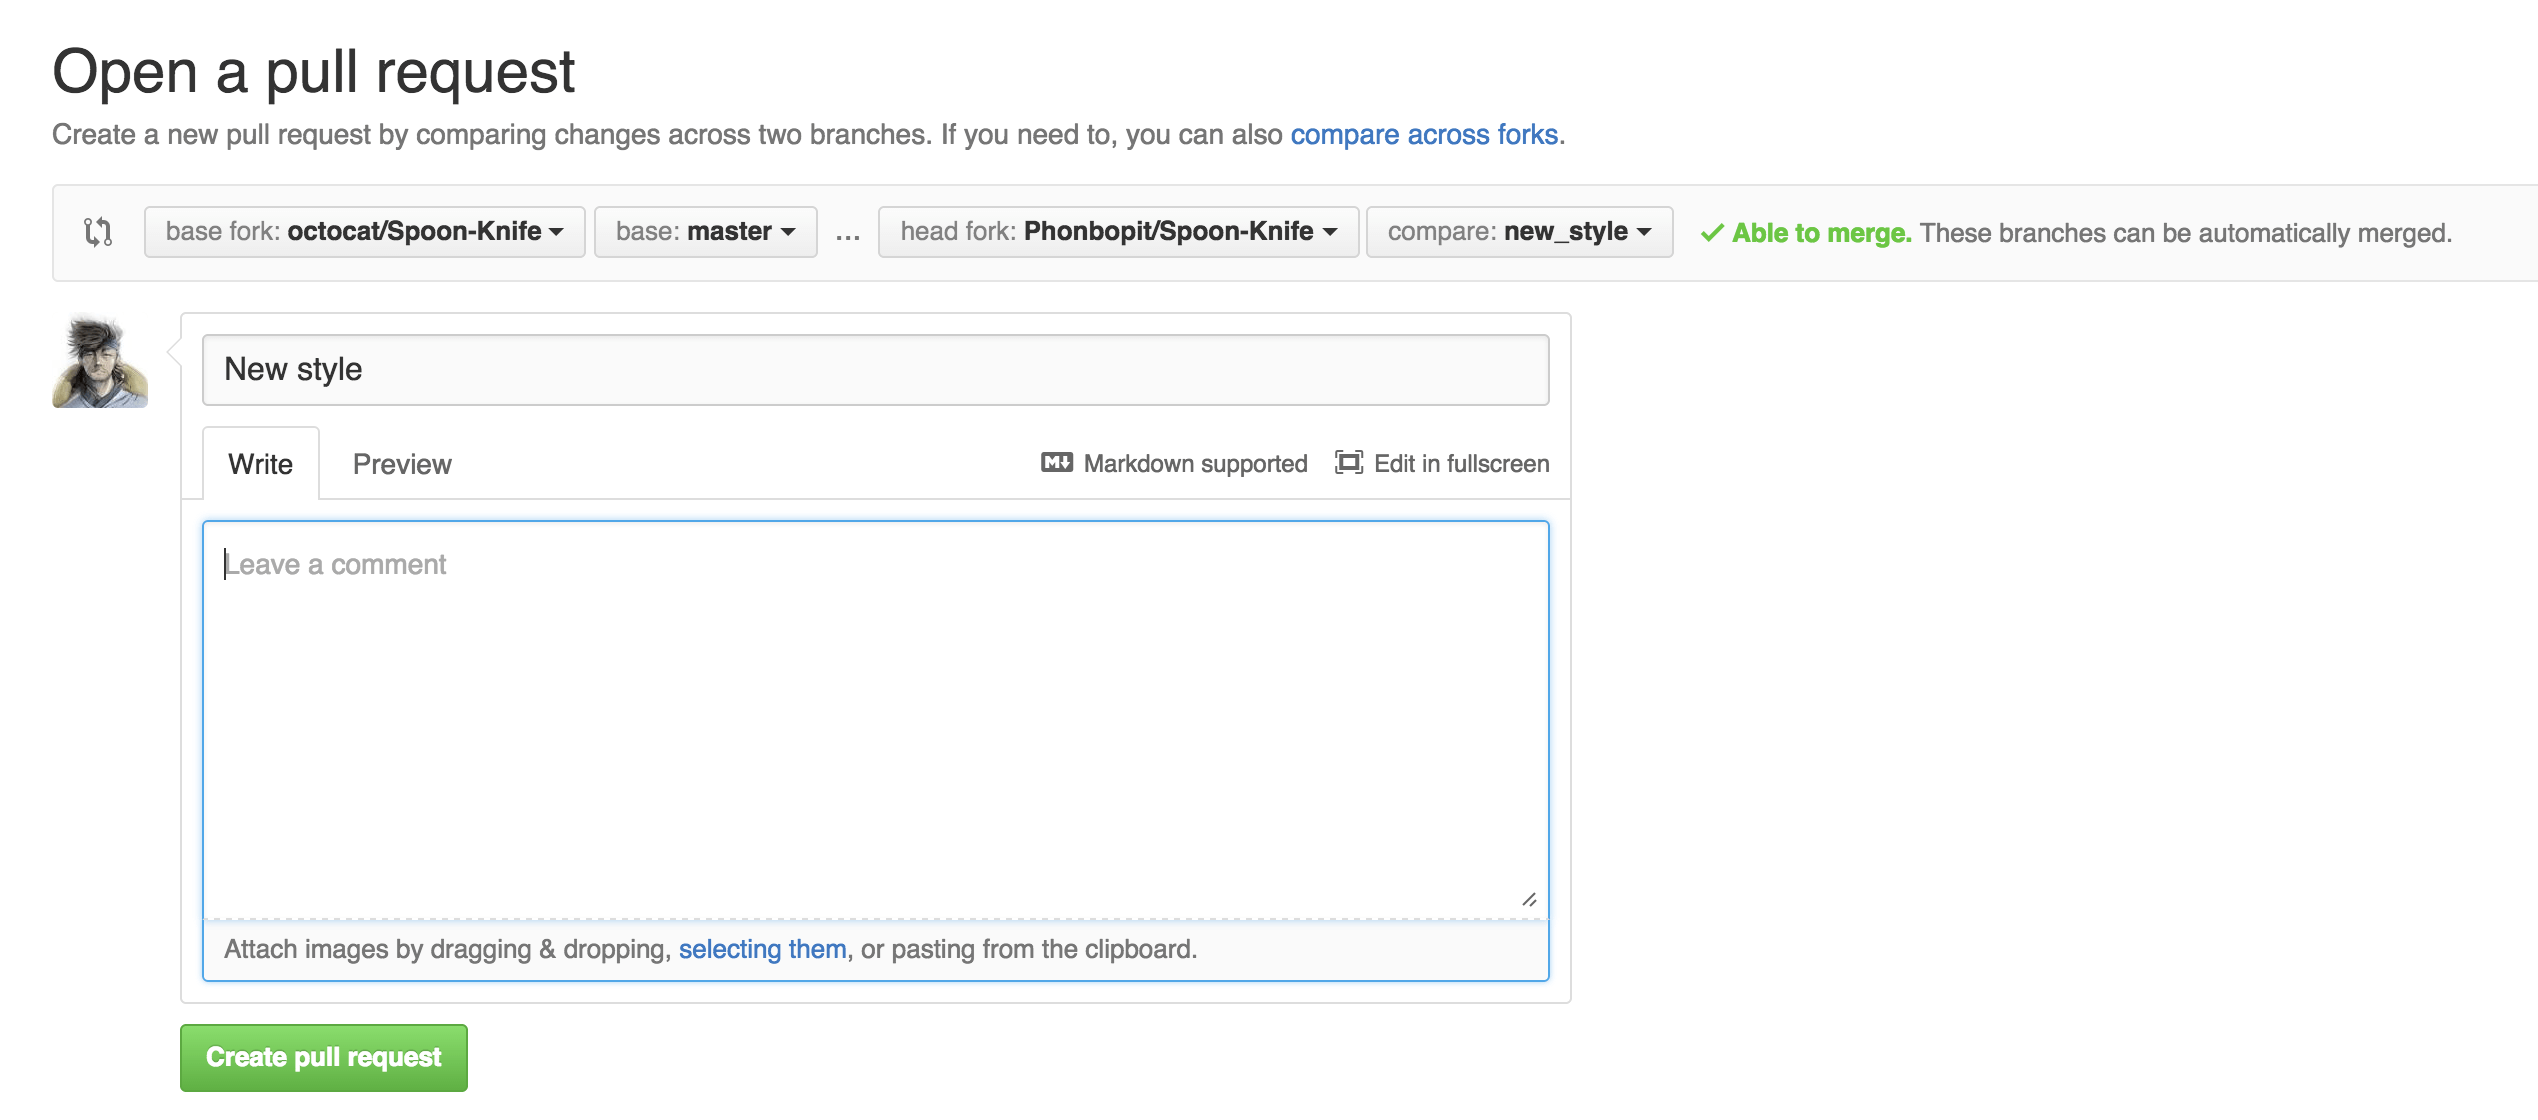 Open a pull request
Create a new pull request by comparing changes across two branches. If you need to, you can also compare across forks.
base fork: octocat/Spoon-Knife base: master ... head fork: Phonbopit/Spoon-Knife compare: new_style Able to merge. These branches can be automatically merged.
New style
Write Preview Markdown supported Edit in fullscreen
Leave a comment
Attach images by dragging & dropping, selecting them, or pasting from the clipboard.
Create pull request